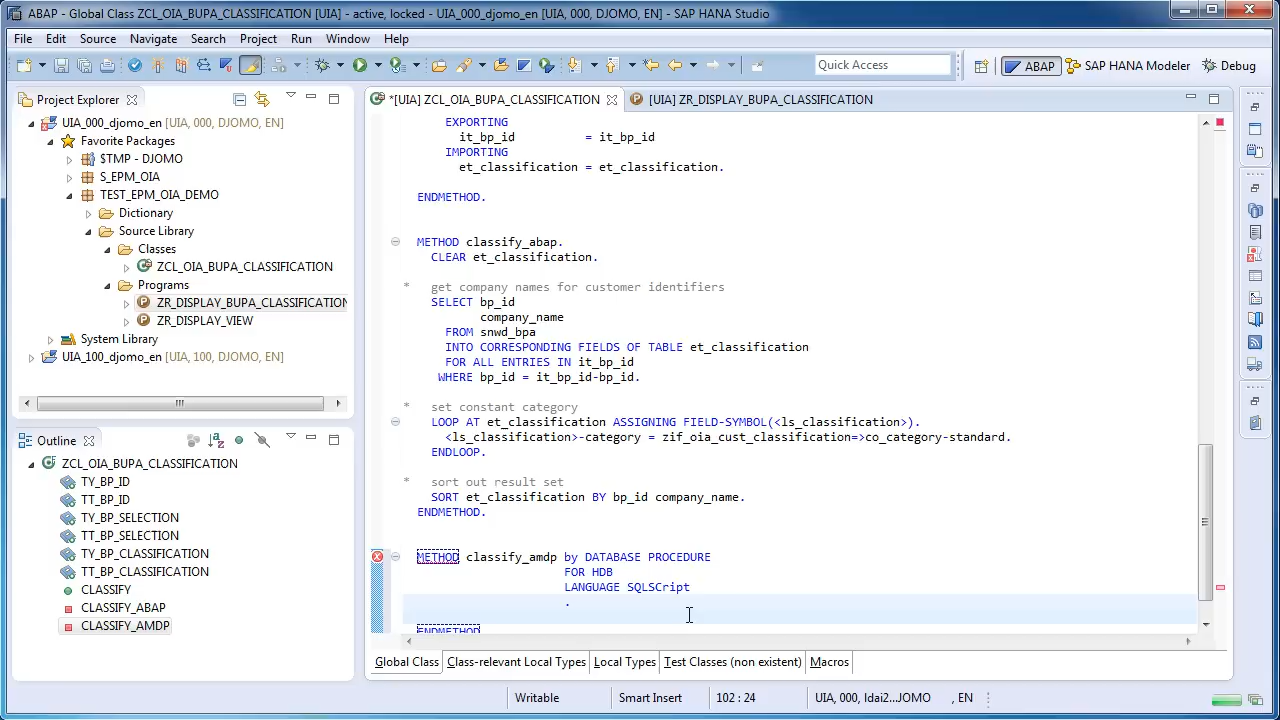 ABAP - Global Class ZCL_OIA_BUPA_CLASSIFICATION [UIA] - active, locked - UIA_000_djomo_en [UIA, 000, DJOMO, EN] - SAP HANA Studio
File Edit Source Navigate Search Project Run Window Help
Quick Access
ABAP SAP HANA Modeler Debug
Project Explorer
UIA_000_djomo_en [UIA, 000, DJOMO, EN]
Favorite Packages
$TMP - DJOMO
S_EPM_OIA
TEST_EPM_OIA_DEMO
Dictionary
Source Library
Classes
ZCL_OIA_BUPA_CLASSIFICATION
Programs
ZR_DISPLAY_BUPA_CLASSIFICATION
ZR_DISPLAY_VIEW
System Library
UIA_100_djomo_en [UIA, 100, DJOMO, EN]
Outline
ZCL_OIA_BUPA_CLASSIFICATION
TY_BP_ID
TT_BP_ID
TY_BP_SELECTION
TT_BP_SELECTION
TY_BP_CLASSIFICATION
TT_BP_CLASSIFICATION
CLASSIFY
CLASSIFY_ABAP
CLASSIFY_AMDP
*[UIA] ZCL_OIA_BUPA_CLASSIFICATION [UIA] ZR_DISPLAY_BUPA_CLASSIFICATION
EXPORTING
it_bp_id = it_bp_id
IMPORTING
et_classification = et_classification.
ENDMETHOD.
METHOD classify_abap.
CLEAR et_classification.
* get company names for customer identifiers
SELECT bp_id
company_name
FROM snwd_bpa
INTO CORRESPONDING FIELDS OF TABLE et_classification
FOR ALL ENTRIES IN it_bp_id
WHERE bp_id = it_bp_id-bp_id.
* set constant category
LOOP AT et_classification ASSIGNING FIELD-SYMBOL(<ls_classification>).
<ls_classification>-category = zif_oia_cust_classification=>co_category-standard.
ENDLOOP.
* sort out result set
SORT et_classification BY bp_id company_name.
ENDMETHOD.
METHOD classify_amdp by DATABASE PROCEDURE
FOR HDB
LANGUAGE SQLSCript
.
ENDMETHOD
Global Class Class-relevant Local Types Local Types Test Classes (non existent) Macros
Writable Smart Insert 102 : 24 UIA, 000, ldai2...JOMO , EN